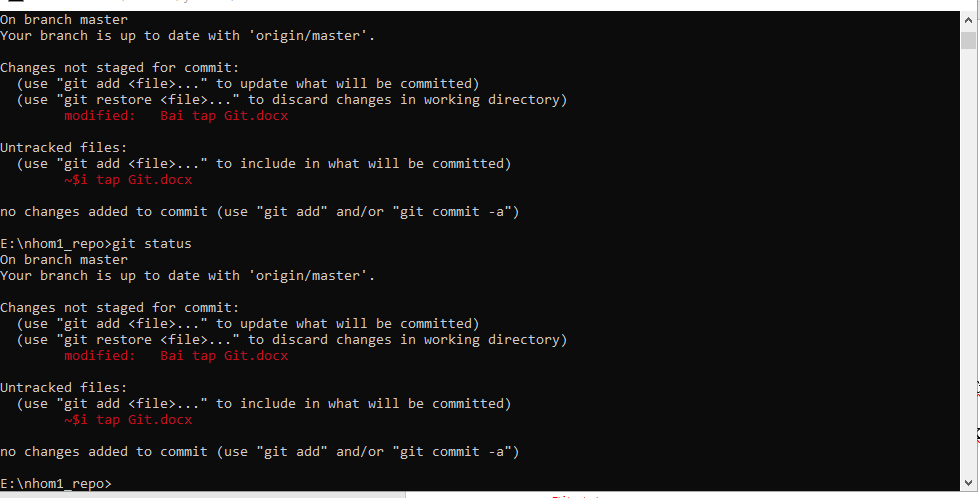 On branch master
Your branch is up to date with 'origin/master'.
Changes not staged for commit:
(use "git add <file>..." to update what will be committed)
(use "git restore <file>..." to discard changes in working directory)
modified: Bai tap Git.docx
Untracked files:
(use "git add <file>..." to include in what will be committed)
~$i tap Git.docx
no changes added to commit (use "git add" and/or "git commit -a")
E:\nhom1_repo>git status
On branch master
Your branch is up to date with 'origin/master'.
Changes not staged for commit:
(use "git add <file>..." to update what will be committed)
(use "git restore <file>..." to discard changes in working directory)
modified: Bai tap Git.docx
Untracked files:
(use "git add <file>..." to include in what will be committed)
~$i tap Git.docx
no changes added to commit (use "git add" and/or "git commit -a")
E:\nhom1_repo>